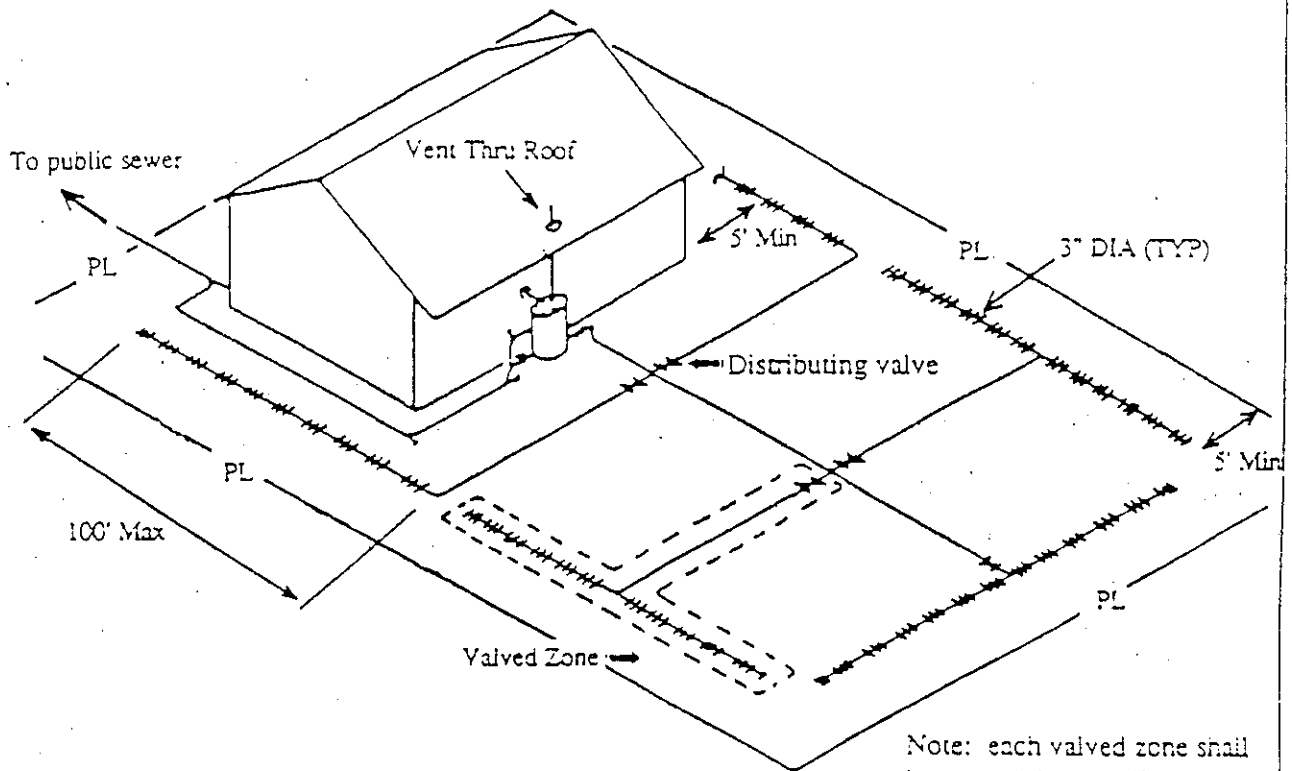 To public sewer
Vent Thru Roof
5' Min
PL
PL
3" DIA (TYP)
Distributing valve
PL
5' Min
100' Max
PL
Valved Zone
Note: each valved zone shall